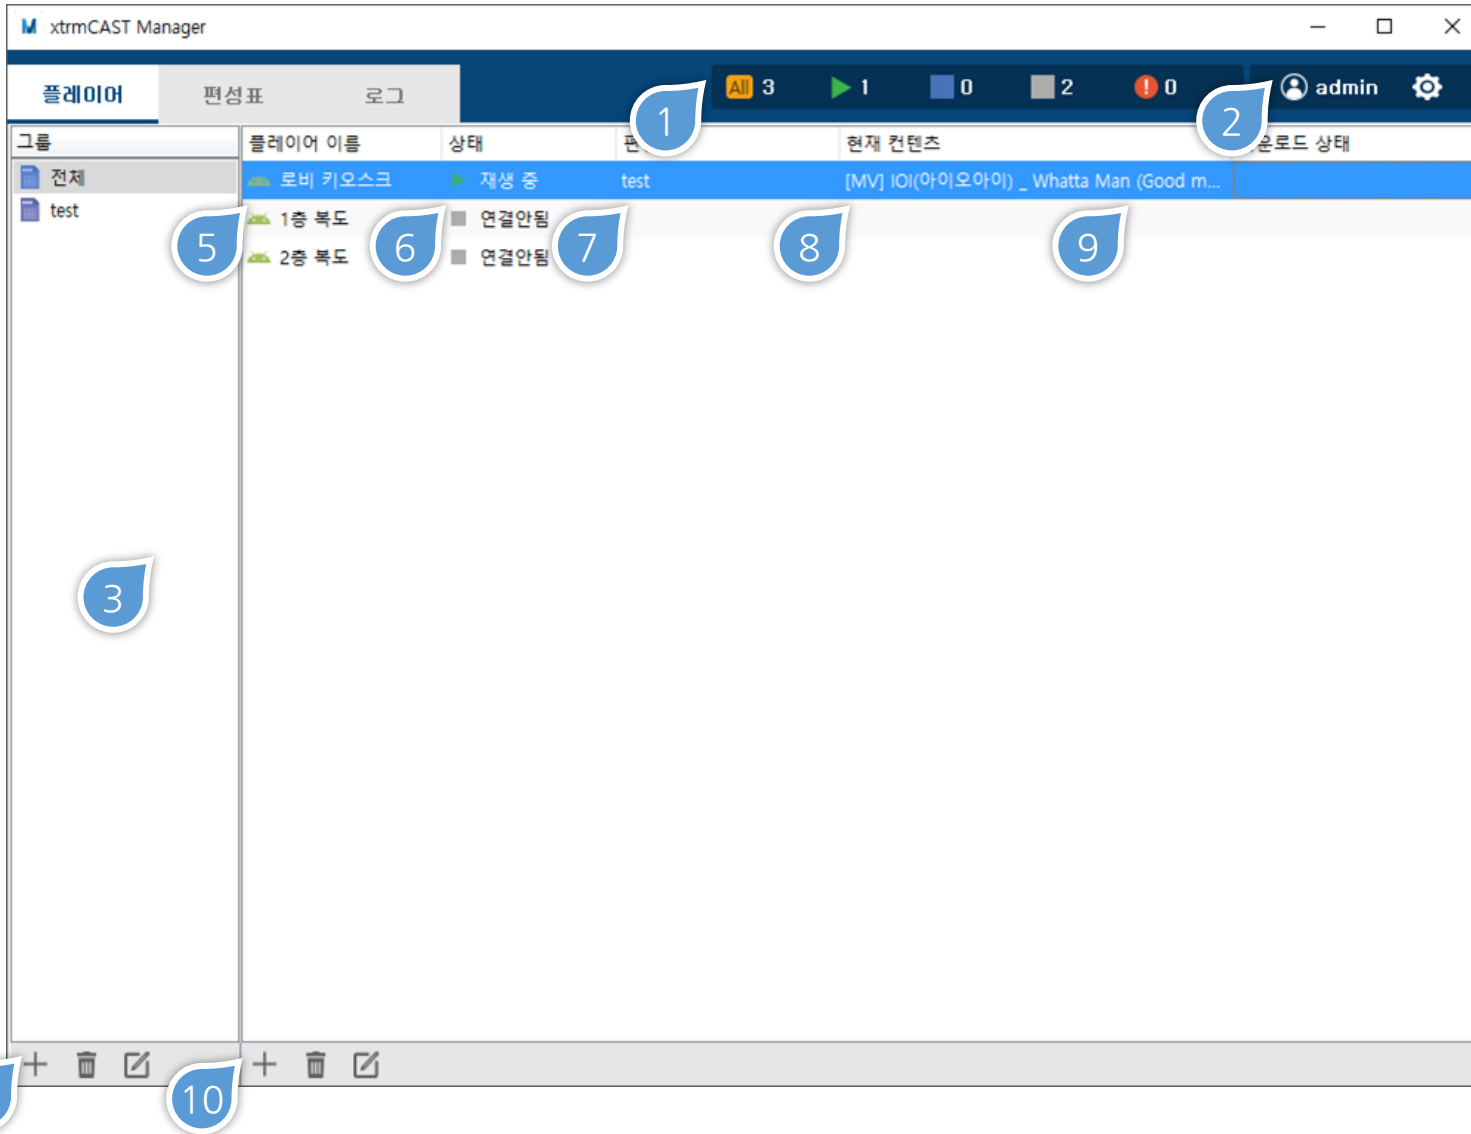 xtrmCAST Manager
플레이어 편성표 로그 All 3 1 0 2 0 admin
1 2
그룹 플레이어 이름 상태 현재 컨텐츠 운로드 상태
전체 로비 키오스크 재생 중 test [MV] IOI(아이오아이) _ Whatta Man (Good m...
test 1층 복도 연결안됨
5 6 7 8 9
2층 복도 연결안됨
3
10